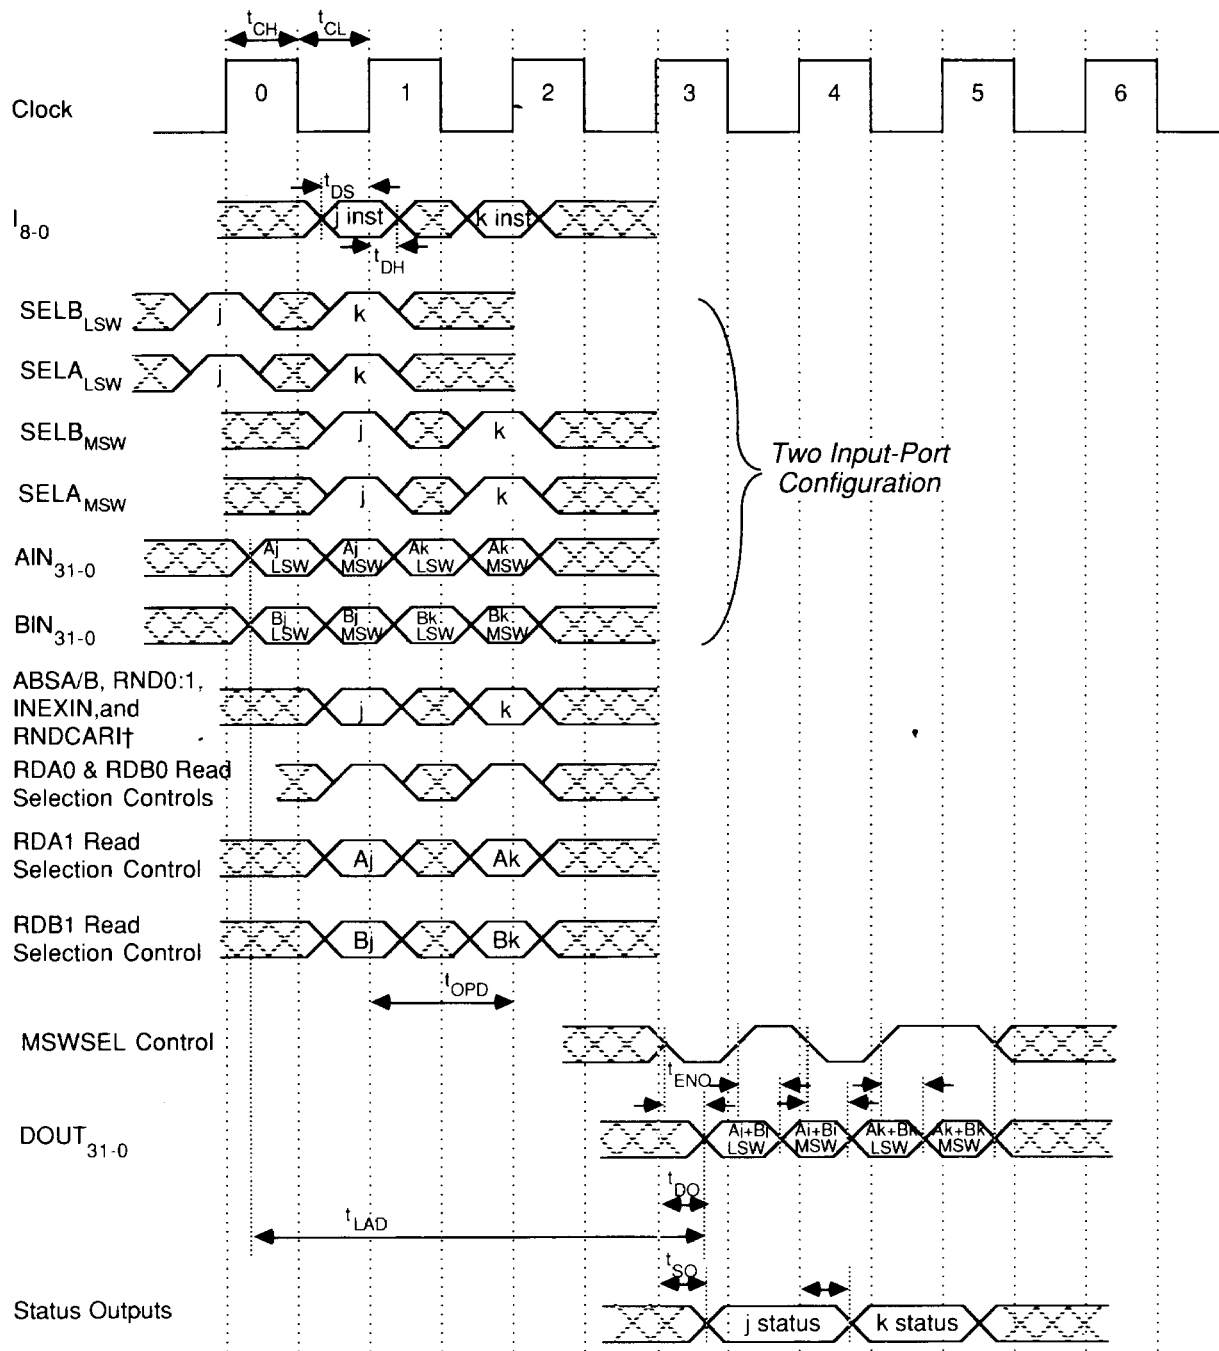 tCH tCL
Clock 0 1 2 3 4 5 6
tDS
I8-0 j inst k inst
tDH
SELBLSW j k
SELALSW j k
SELBMSW j k
SELAMSW j k
Two Input-Port
Configuration
AIN31-0 Aj LSW Aj MSW Ak LSW Ak MSW
BIN31-0 Bj LSW Bj MSW Bk LSW Bk MSW
ABSA/B, RND0:1,
INEXIN,and
RNDCARI† j k
RDA0 & RDB0 Read
Selection Controls
RDA1 Read
Selection Control Aj Ak
RDB1 Read
Selection Control Bj Bk
tOPD
MSWSEL Control
tENO
DOUT31-0 Aj+Bj LSW Aj+Bj MSW Ak+Bk LSW Ak+Bk MSW
tDO
tLAD
tSO
Status Outputs j status k status